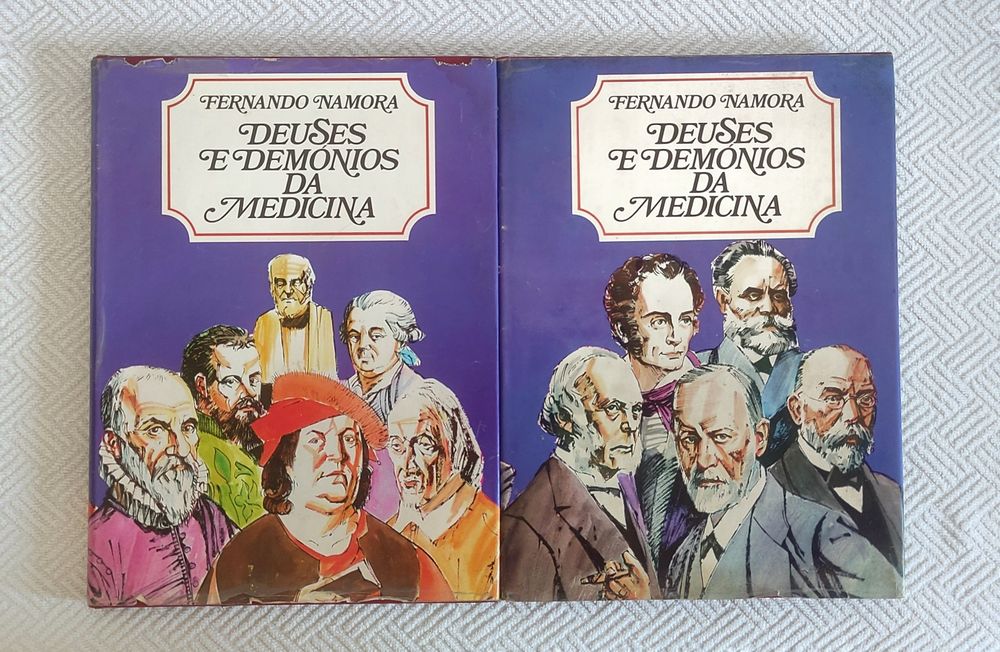 FERNANDO NAMORA
DEUSES
E DEMÓNIOS
DA
MEDICINA
FERNANDO NAMORA
DEUSES
E DEMÓNIOS
DA
MEDICINA